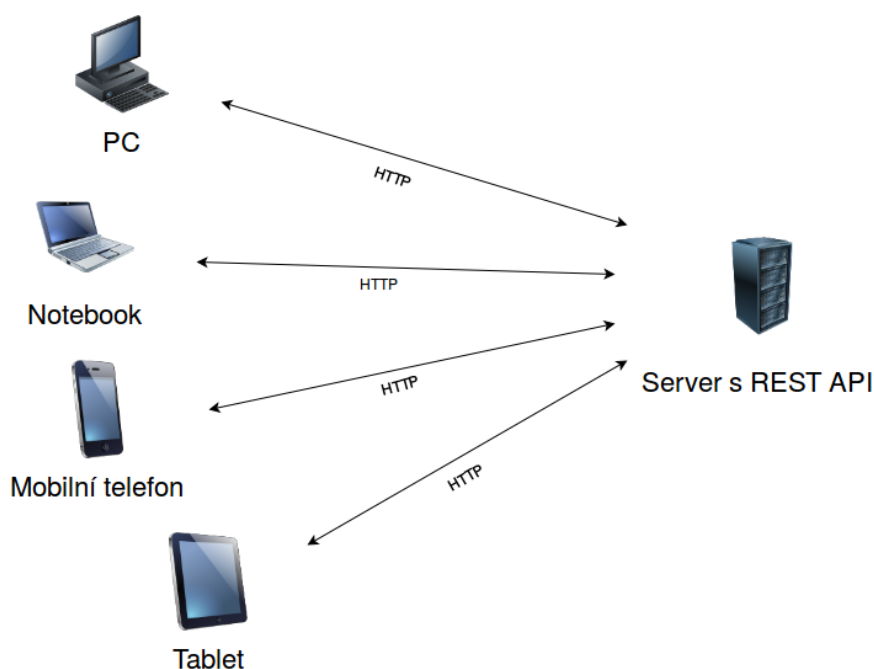 PC
HTTP
Notebook
HTTP
Mobilní telefon
HTTP
Server s REST API
HTTP
Tablet